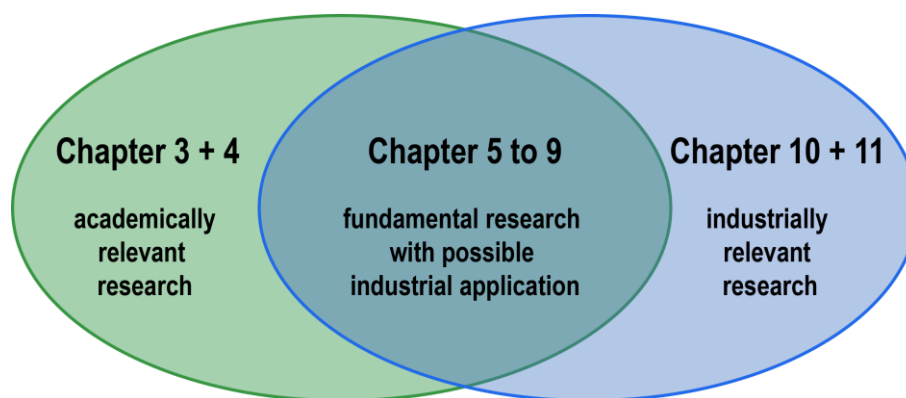 Chapter 3 + 4
academically
relevant
research
Chapter 5 to 9
fundamental research
with possible
industrial application
Chapter 10 + 11
industrially
relevant
research